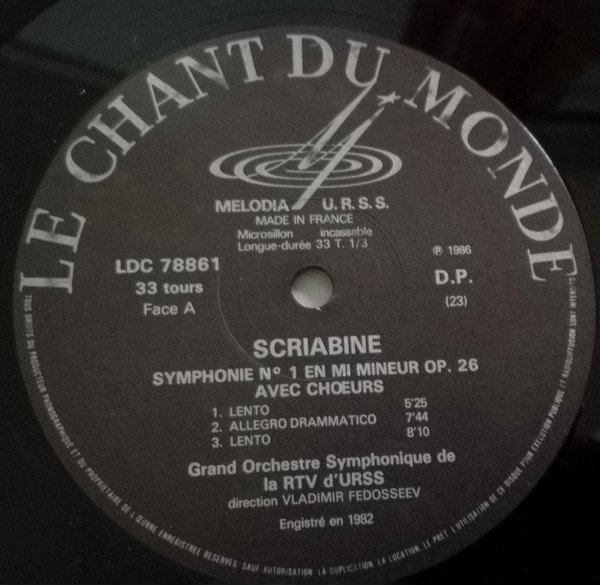 LE CHANT DU MONDE
MELODIA U.R.S.S.
MADE IN FRANCE
Microsillon incassable
Longue-durée 33 T. 1/3
LDC 78861
33 tours
Face A
℗ 1986
D.P.
(23)
SCRIABINE
SYMPHONIE Nº 1 EN MI MINEUR OP. 26
AVEC CHŒURS
1. LENTO 5'25
2. ALLEGRO DRAMMATICO 7'44
3. LENTO 8'10
Grand Orchestre Symphonique de
la RTV d'URSS
direction VLADIMIR FEDOSSEEV
Engistré en 1982
TOUS DROITS DU PRODUCTEUR PHONOGRAPHIQUE ET DU PROPRIETAIRE DE L'ŒUVRE ENREGISTREE RESERVES SAUF AUTORISATION LA DUPLICATION LA LOCATION LE PRET L'UTILISATION DE CE DISQUE POUR EXECUTION PUBLIQUE ET RADIODIFFUSION SONT INTERDITS